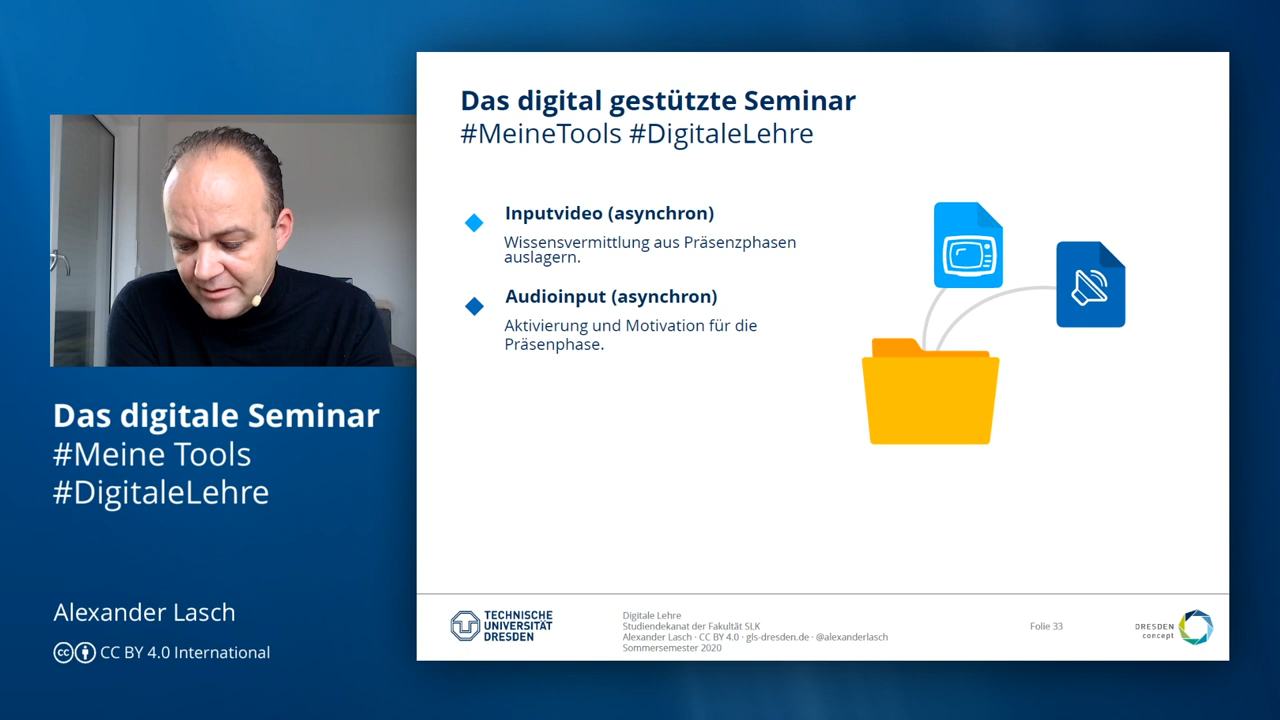 Das digitale Seminar
#Meine Tools
#DigitaleLehre
Alexander Lasch
CC BY 4.0 International
Das digital gestützte Seminar
#MeineTools #DigitaleLehre
Inputvideo (asynchron)
Wissensvermittlung aus Präsenzphasen
auslagern.
Audioinput (asynchron)
Aktivierung und Motivation für die
Präsenphase.
TECHNISCHE
UNIVERSITÄT
DRESDEN
Digitale Lehre
Studiendekanat der Fakultät SLK
Alexander Lasch · CC BY 4.0 · gls-dresden.de · @alexanderlasch
Sommersemester 2020
Folie 33
DRESDEN
concept